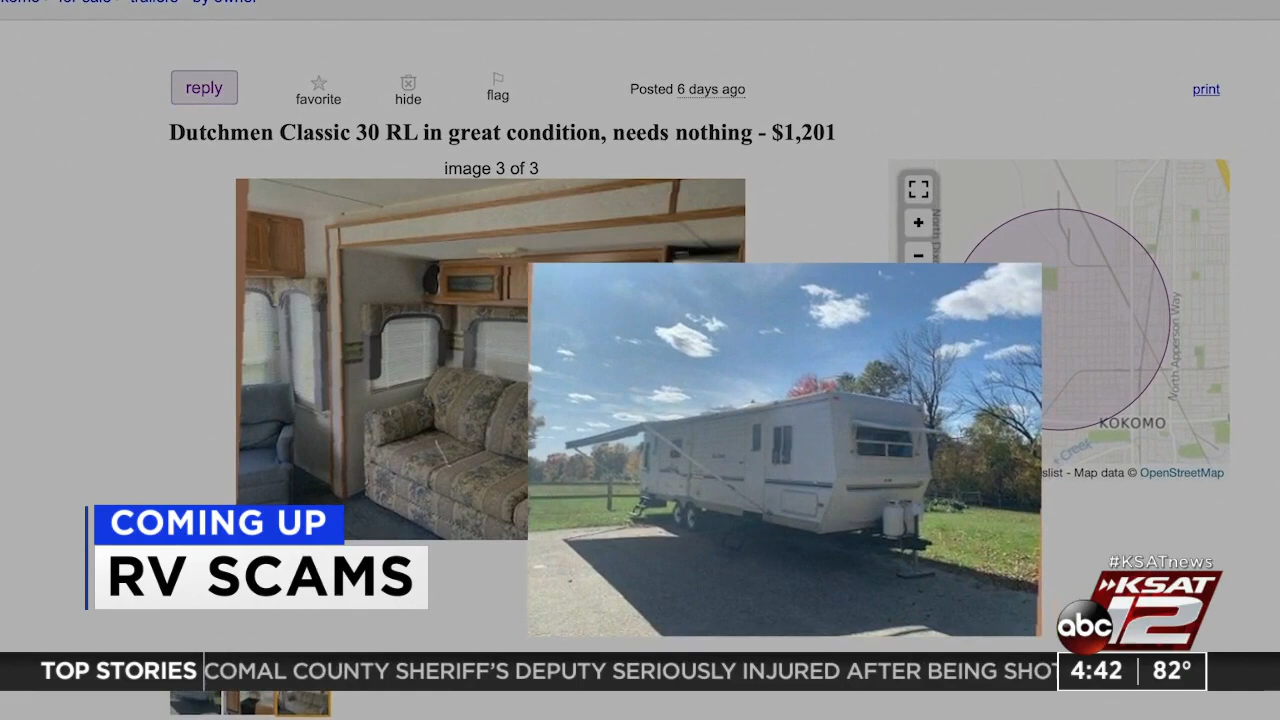 reply
favorite
hide
flag
Posted 6 days ago
print
Dutchmen Classic 30 RL in great condition, needs nothing - $1,201
image 3 of 3
+
−
North Apperson Way
KOKOMO
Creek
slist - Map data © OpenStreetMap
COMING UP
RV SCAMS
#KSATnews
KSAT
abc
12
TOP STORIES
COMAL COUNTY SHERIFF'S DEPUTY SERIOUSLY INJURED AFTER BEING SHOT
4:42
82°